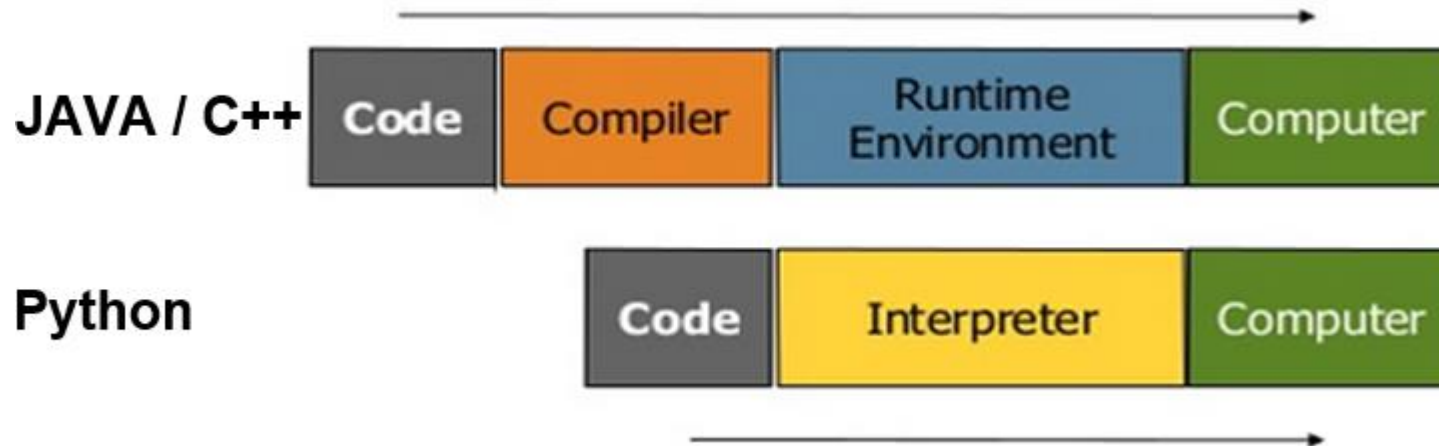 JAVA / C++
Code
Compiler
Runtime
Environment
Computer
Python
Code
Interpreter
Computer